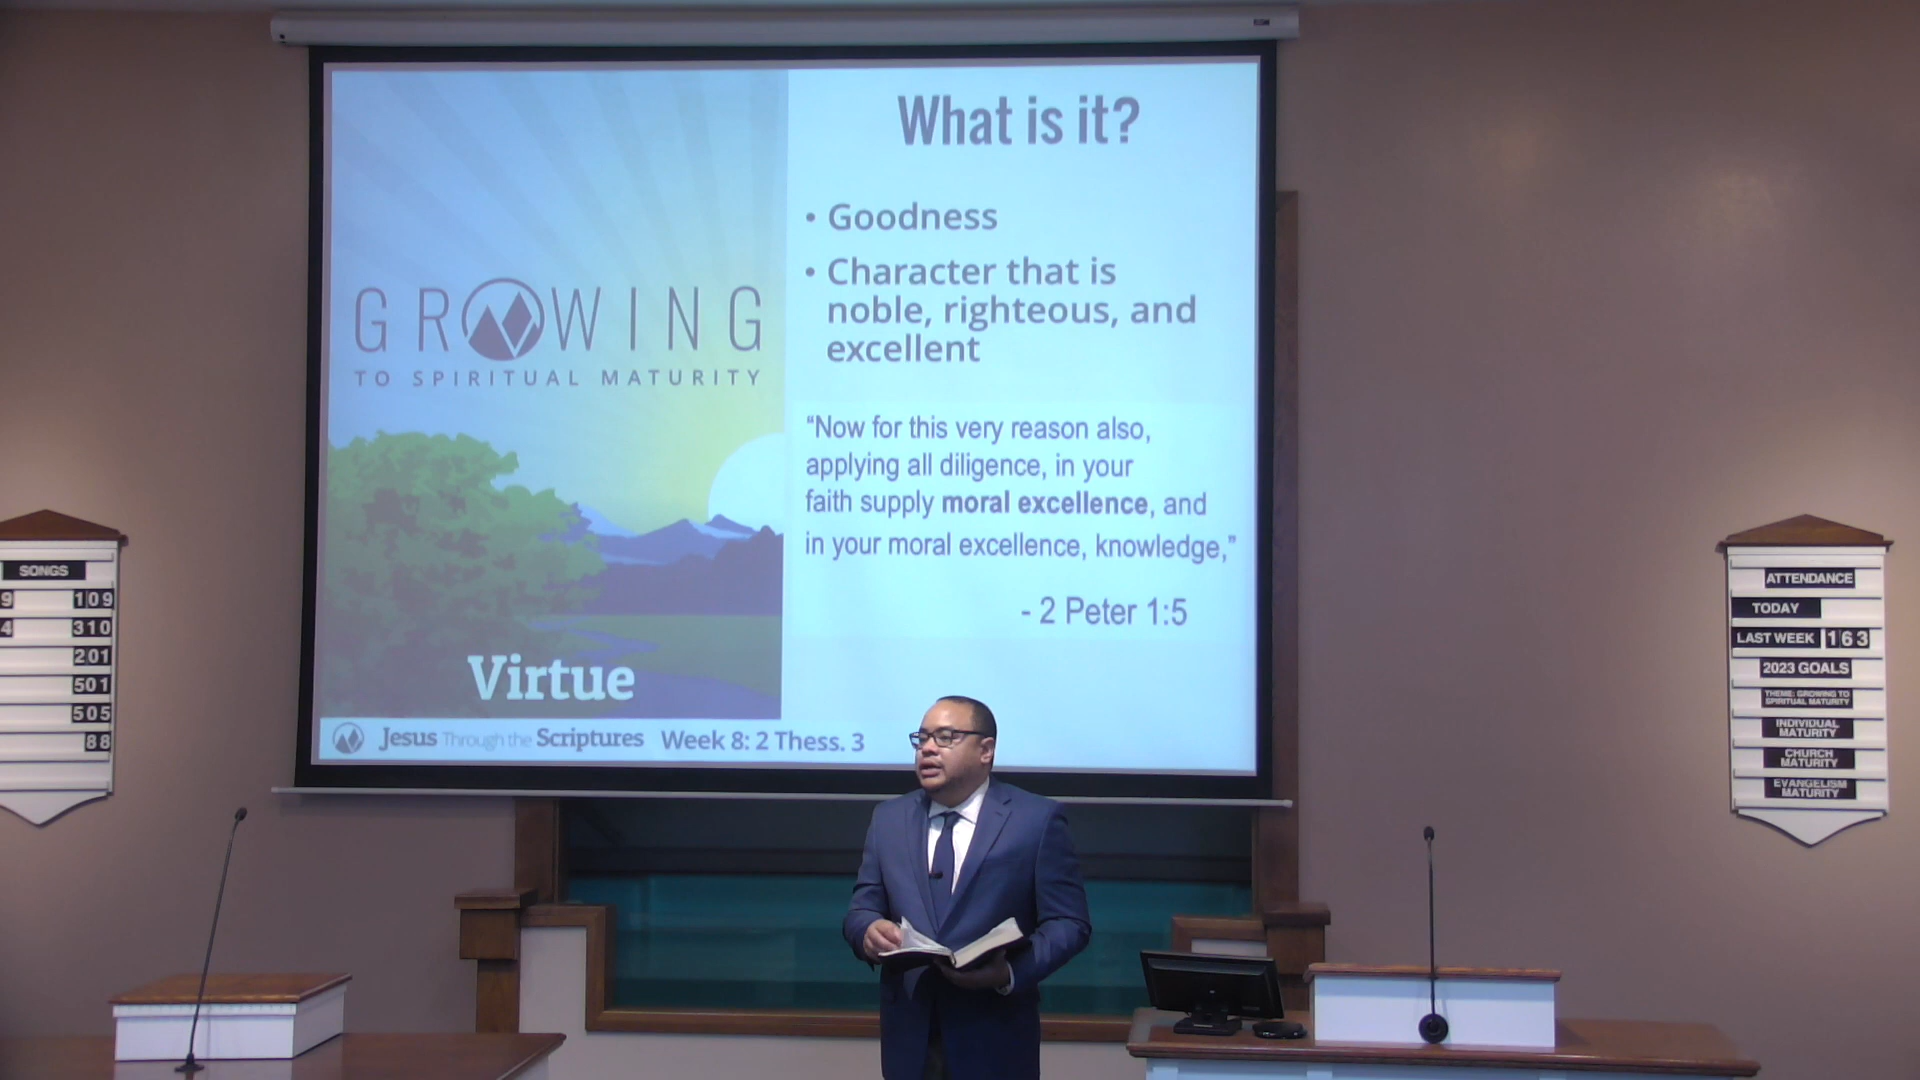 What is it?
• Goodness
• Character that is
noble, righteous, and
excellent
GROWING
TO SPIRITUAL MATURITY
“Now for this very reason also,
applying all diligence, in your
faith supply moral excellence, and
in your moral excellence, knowledge,”
- 2 Peter 1:5
Virtue
Jesus Through the Scriptures Week 8: 2 Thess. 3
SONGS
9 109
4 310
201
501
505
88
ATTENDANCE
TODAY
LAST WEEK 163
2023 GOALS
THEME: GROWING TO
SPIRITUAL MATURITY
INDIVIDUAL
MATURITY
CHURCH
MATURITY
EVANGELISM
MATURITY